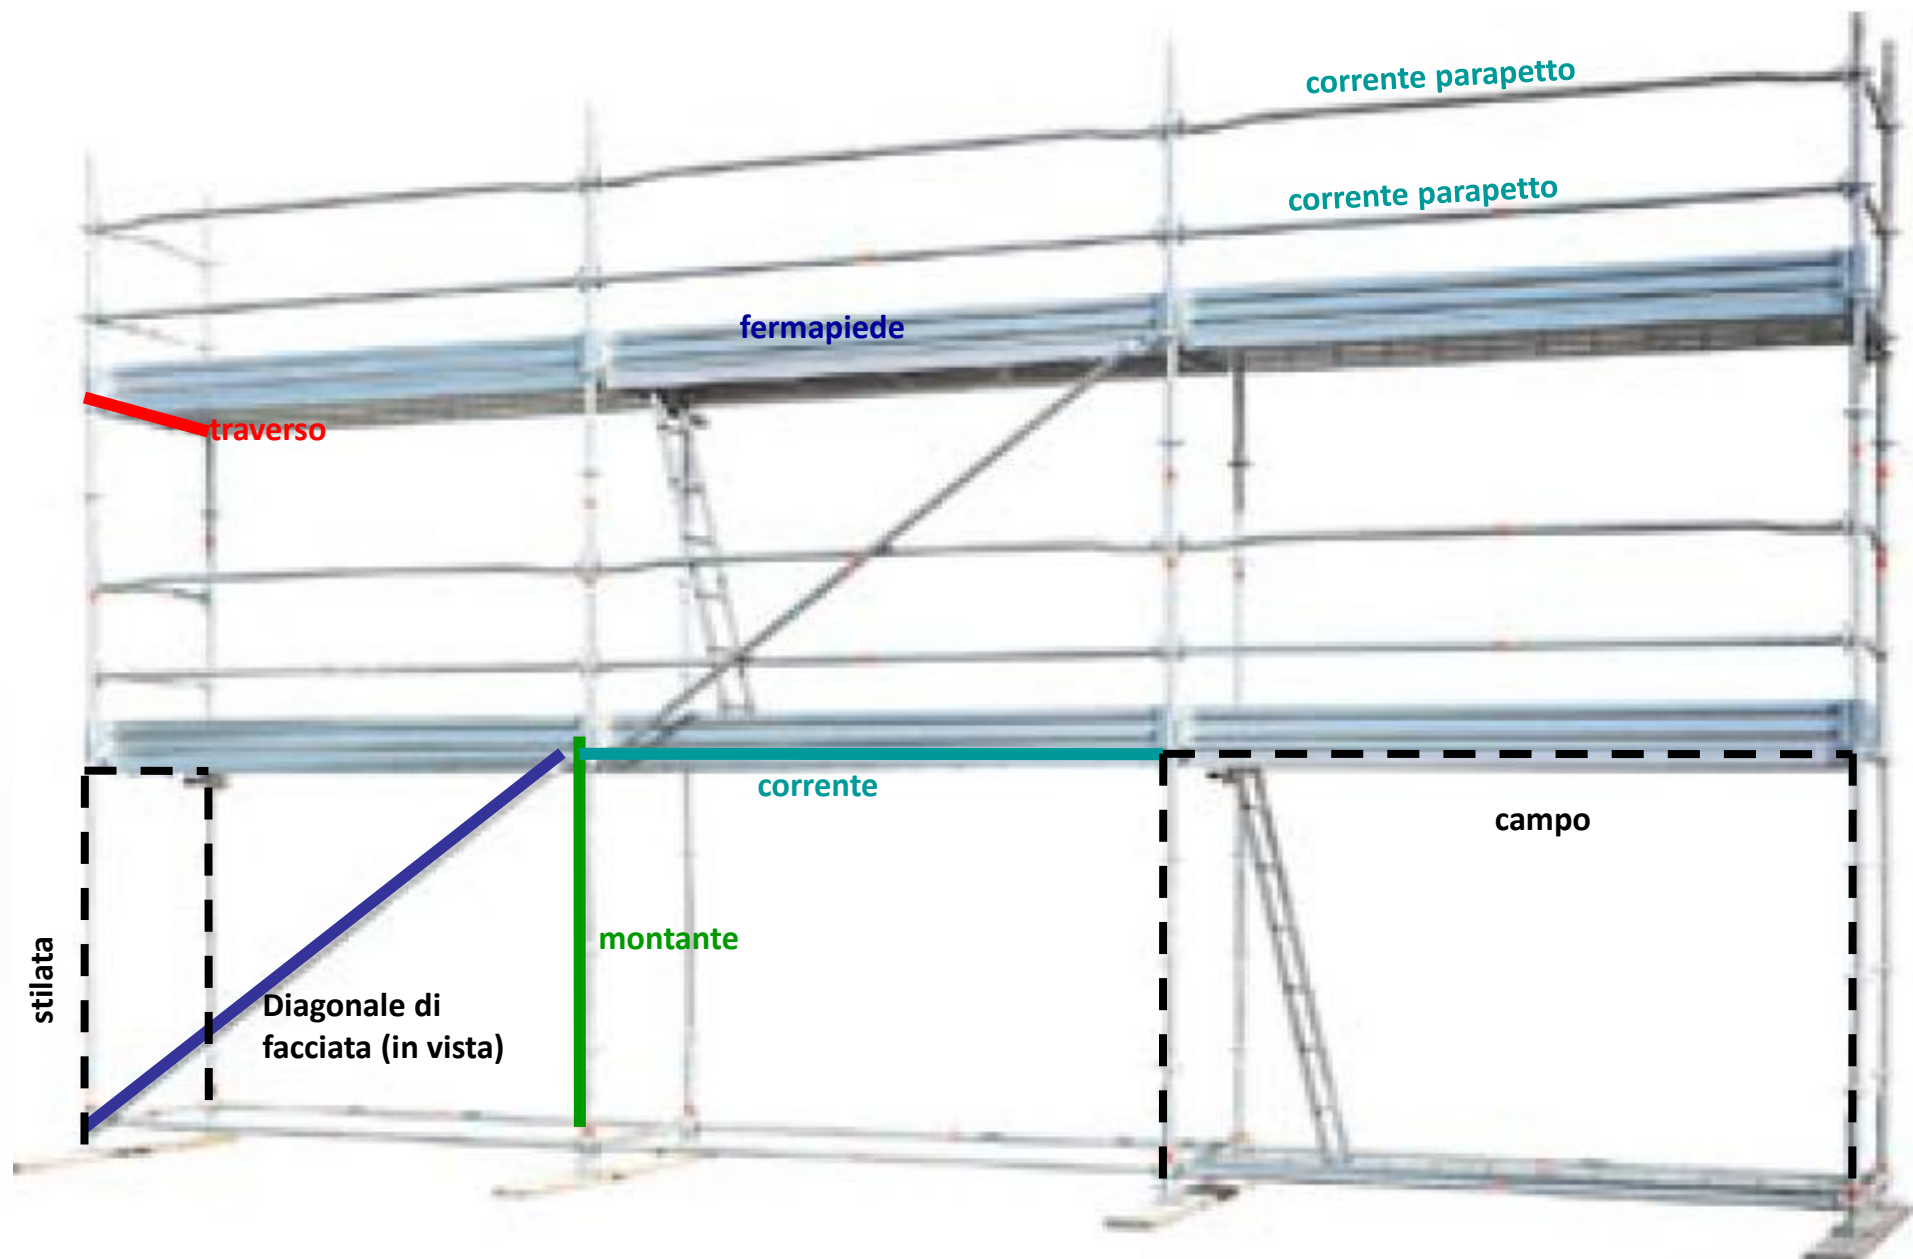 corrente parapetto
corrente parapetto
fermapiede
traverso
corrente
campo
montante
stilata
Diagonale di
facciata (in vista)